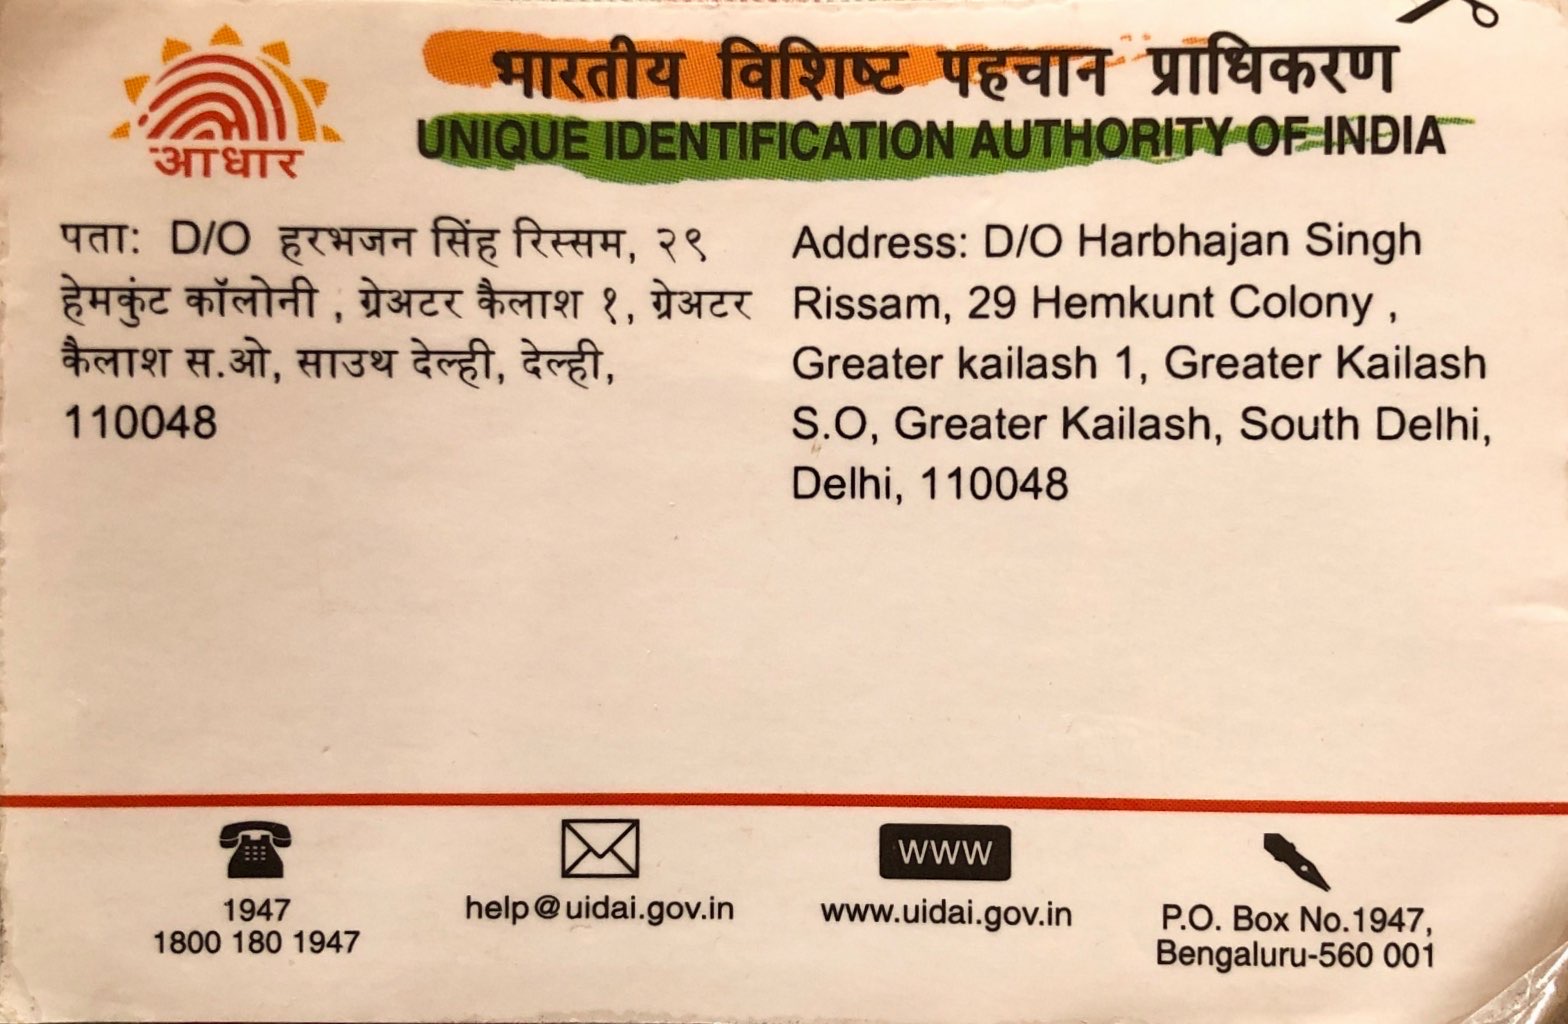 आधार
भारतीय विशिष्ट पहचान प्राधिकरण
UNIQUE IDENTIFICATION AUTHORITY OF INDIA
पता: D/O हरभजन सिंह रिस्सम, २९
हेमकुंट कॉलोनी , ग्रेअटर कैलाश १, ग्रेअटर
कैलाश स.ओ, साउथ देल्ही, देल्ही,
110048
Address: D/O Harbhajan Singh
Rissam, 29 Hemkunt Colony ,
Greater kailash 1, Greater Kailash
S.O, Greater Kailash, South Delhi,
Delhi, 110048
1947
1800 180 1947
help@uidai.gov.in
WWW
www.uidai.gov.in
P.O. Box No.1947,
Bengaluru-560 001